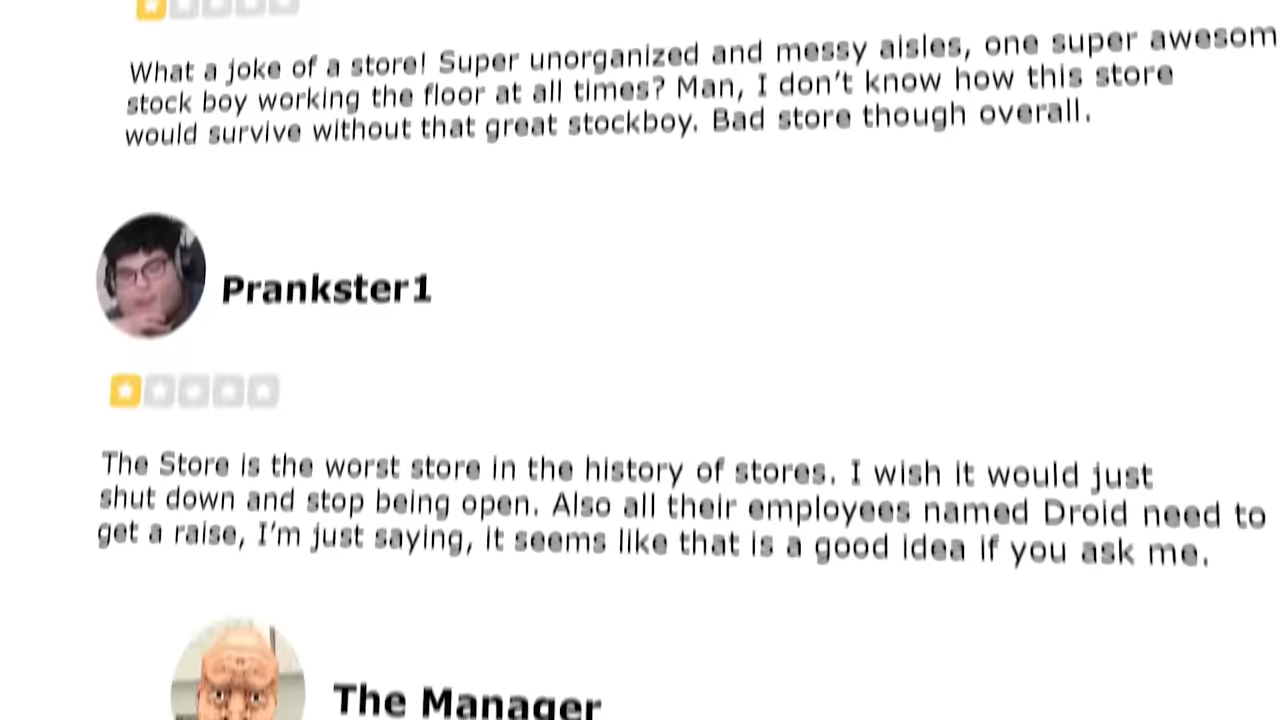 What a joke of a store! Super unorganized and messy aisles, one super awesom
stock boy working the floor at all times? Man, I don't know how this store
would survive without that great stockboy. Bad store though overall.
Prankster1
The Store is the worst store in the history of stores. I wish it would just
shut down and stop being open. Also all their employees named Droid need to
get a raise, I'm just saying, it seems like that is a good idea if you ask me.
The Manager